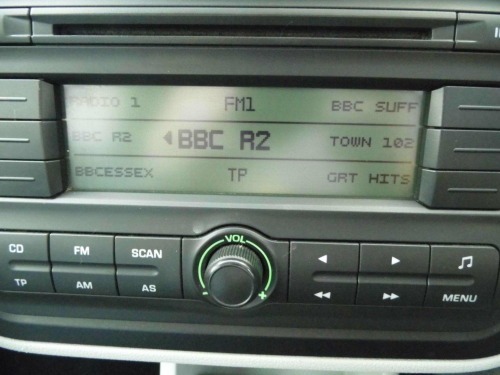 RADIO 1 FM1 BBC SUFF
BBC R2 BBC R2 TOWN 102
BBCESSEX TP GRT HITS
CD FM SCAN VOL
TP AM AS - + MENU